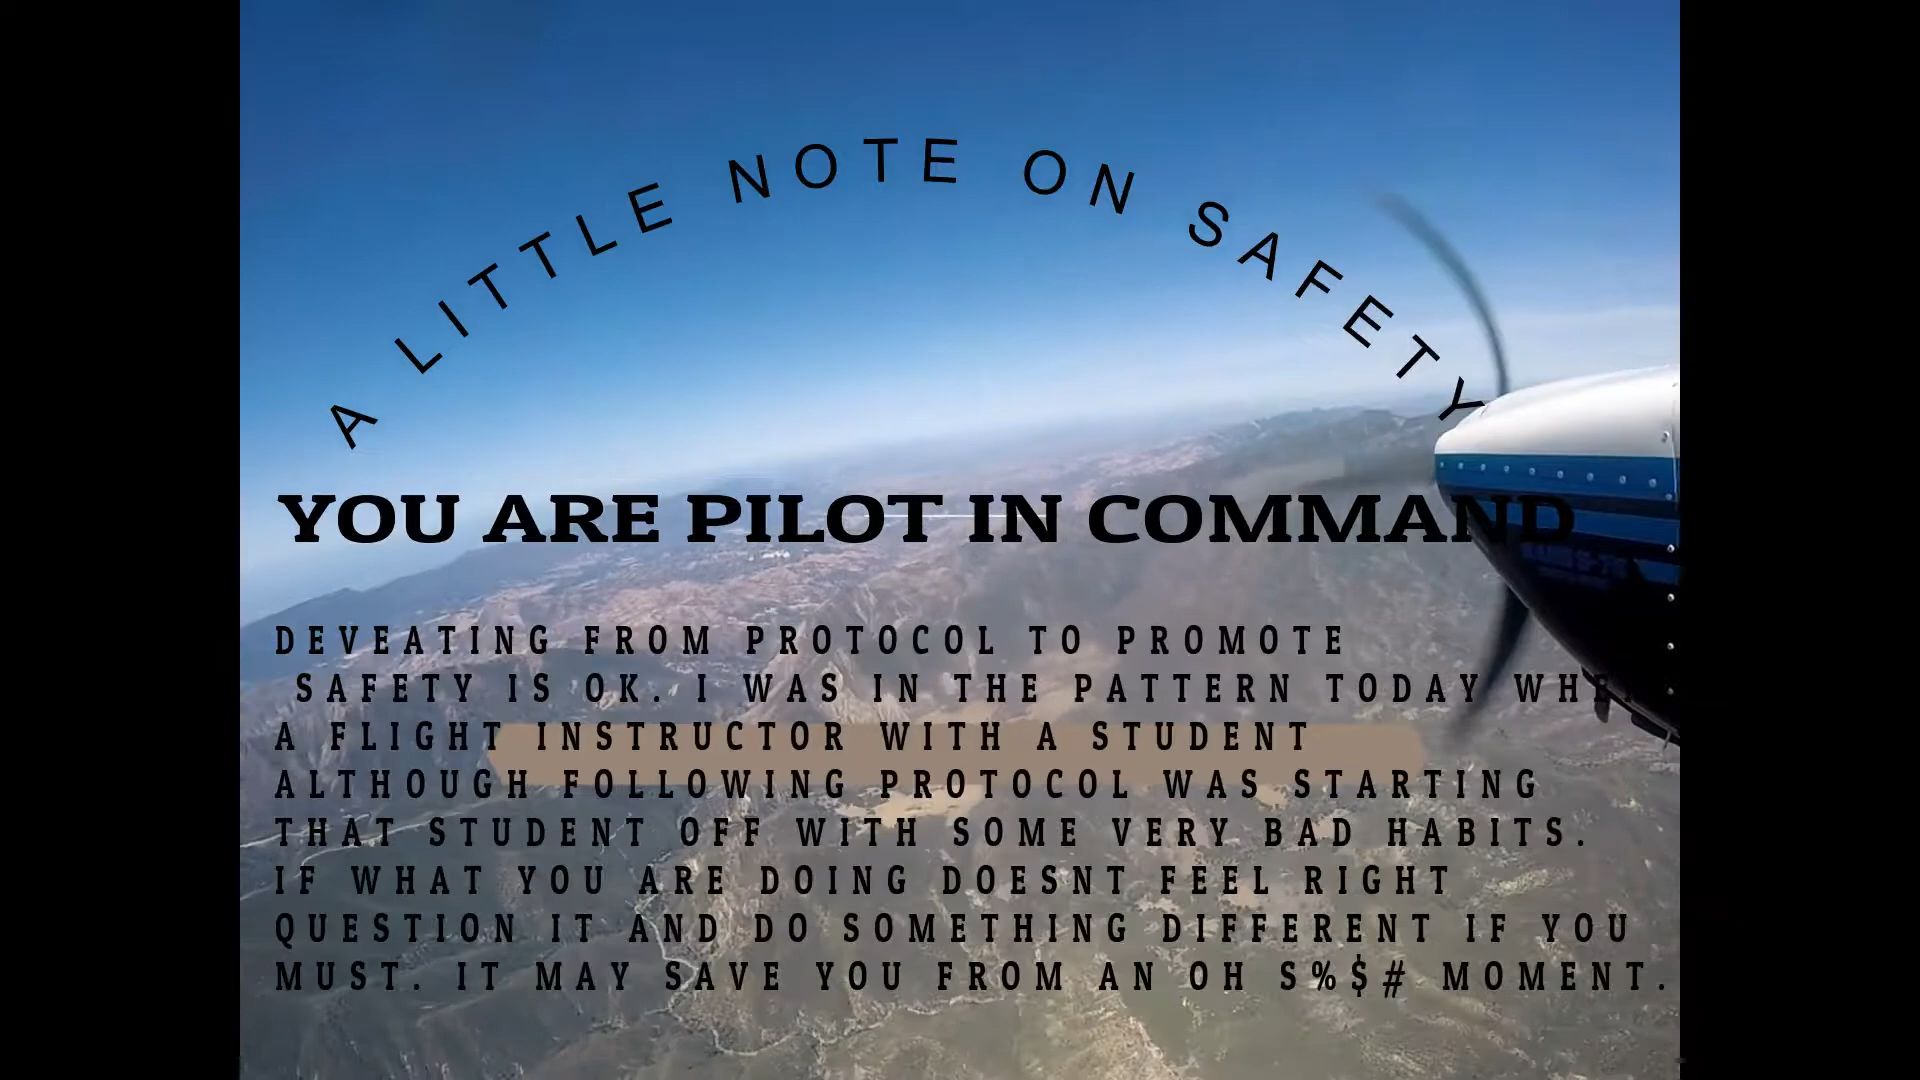 A LITTLE NOTE ON SAFETY
YOU ARE PILOT IN COMMAND
DEVEATING FROM PROTOCOL TO PROMOTE
SAFETY IS OK. I WAS IN THE PATTERN TODAY WHEN
A FLIGHT INSTRUCTOR WITH A STUDENT
ALTHOUGH FOLLOWING PROTOCOL WAS STARTING
THAT STUDENT OFF WITH SOME VERY BAD HABITS.
IF WHAT YOU ARE DOING DOESNT FEEL RIGHT
QUESTION IT AND DO SOMETHING DIFFERENT IF YOU
MUST. IT MAY SAVE YOU FROM AN OH S%$# MOMENT.